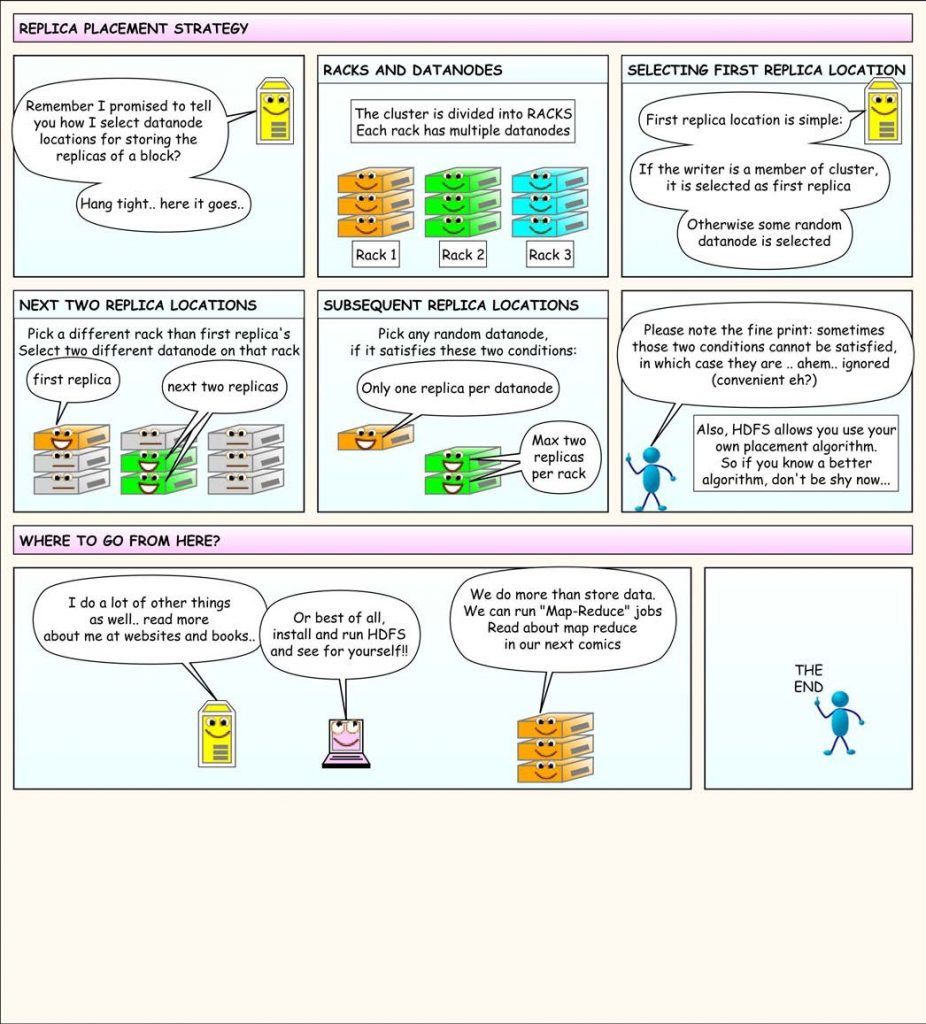 REPLICA PLACEMENT STRATEGY
Remember I promised to tell
you how I select datanode
locations for storing the
replicas of a block?
Hang tight.. here it goes..
RACKS AND DATANODES
The cluster is divided into RACKS
Each rack has multiple datanodes
Rack 1
Rack 2
Rack 3
SELECTING FIRST REPLICA LOCATION
First replica location is simple:
If the writer is a member of cluster,
it is selected as first replica
Otherwise some random
datanode is selected
NEXT TWO REPLICA LOCATIONS
Pick a different rack than first replica's
Select two different datanode on that rack
first replica
next two replicas
SUBSEQUENT REPLICA LOCATIONS
Pick any random datanode,
if it satisfies these two conditions:
Only one replica per datanode
Max two
replicas
per rack
Please note the fine print: sometimes
those two conditions cannot be satisfied,
in which case they are .. ahem.. ignored
(convenient eh?)
Also, HDFS allows you use your
own placement algorithm.
So if you know a better
algorithm, don't be shy now...
WHERE TO GO FROM HERE?
I do a lot of other things
as well.. read more
about me at websites and books..
Or best of all,
install and run HDFS
and see for yourself!!
We do more than store data.
We can run "Map-Reduce" jobs
Read about map reduce
in our next comics
THE
END